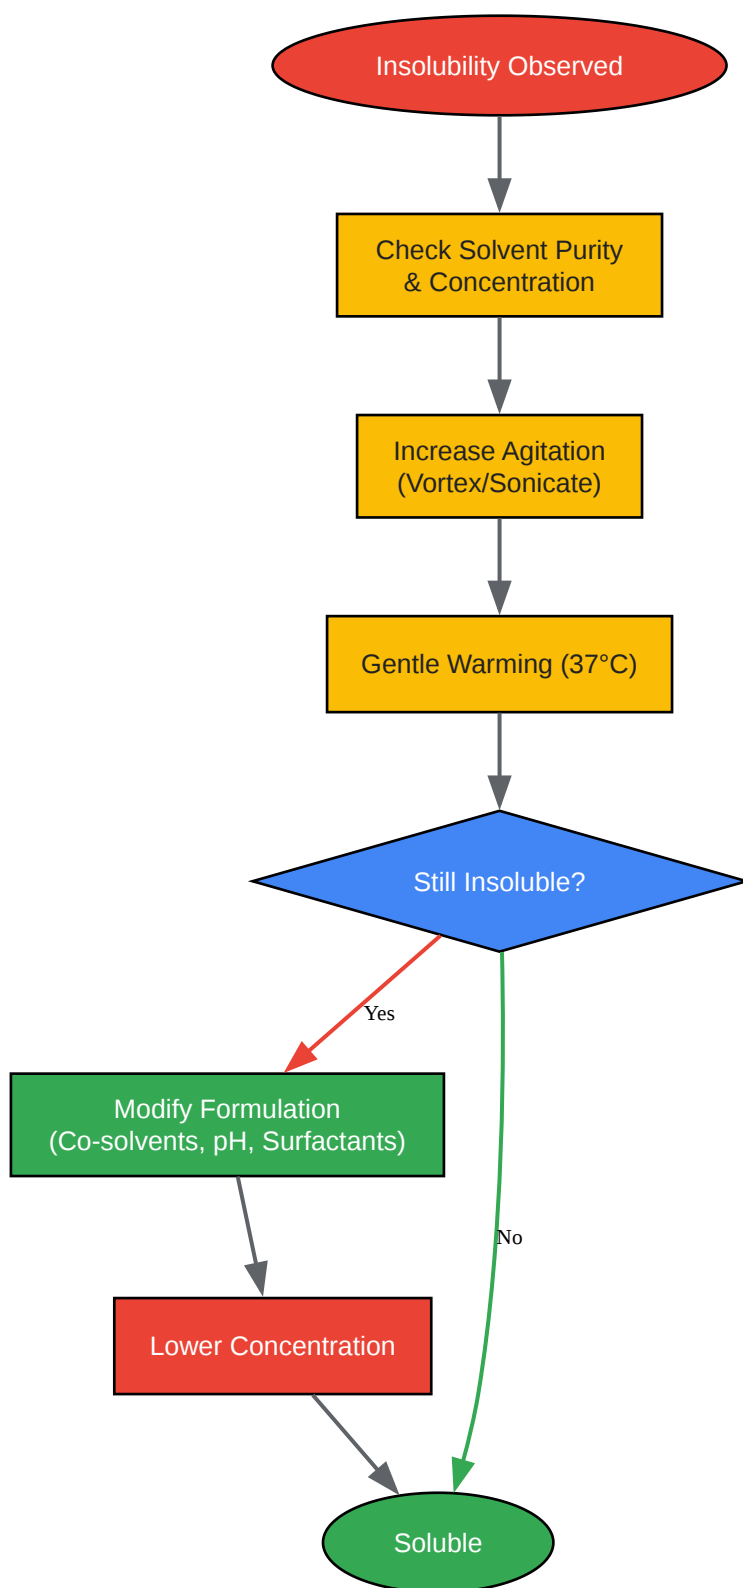 Insolubility Observed
Check Solvent Purity
& Concentration
Increase Agitation
(Vortex/Sonicate)
Gentle Warming (37°C)
Still Insoluble?
Yes
Modify Formulation
(Co-solvents, pH, Surfactants)
No
Lower Concentration
Soluble